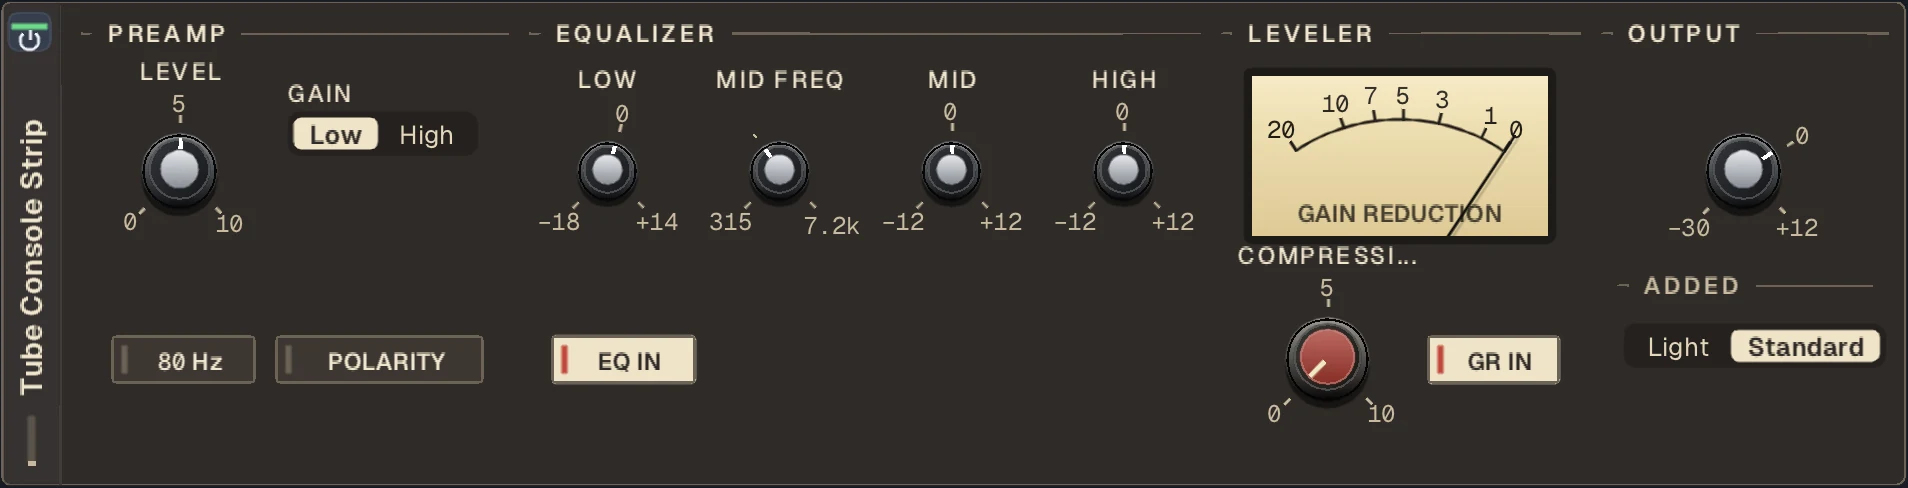 Tube Console Strip
PREAMP
LEVEL
5
0
10
GAIN
Low
High
80 Hz
POLARITY
EQUALIZER
LOW
0
-18
+14
MID FREQ
315
7.2k
MID
0
-12
+12
HIGH
0
-12
+12
EQ IN
LEVELER
20 10 7 5 3 1 0
GAIN REDUCTION
COMPRESSI...
5
0
10
GR IN
OUTPUT
0
-30
+12
ADDED
Light
Standard